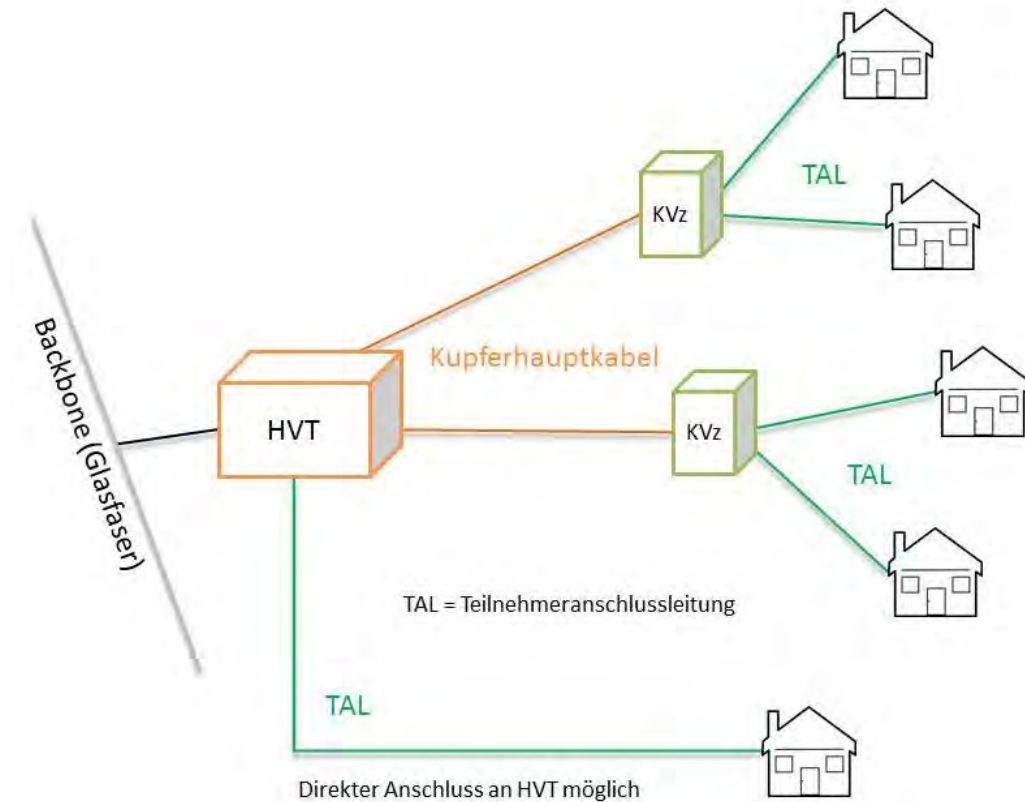 TAL
KVz
Backbone (Glasfaser)
Kupferhauptkabel
HVT
KVz
TAL
TAL = Teilnehmeranschlussleitung
TAL
Direkter Anschluss an HVT möglich